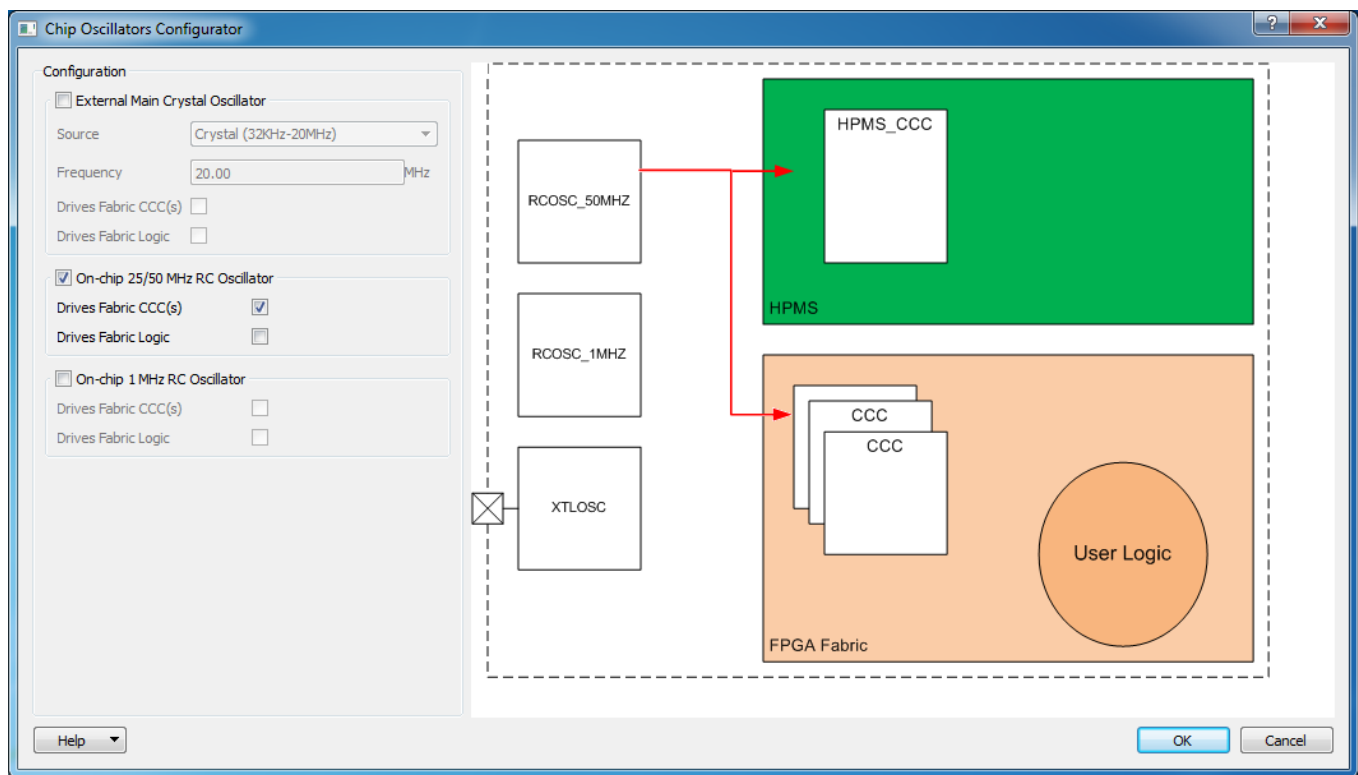 Chip Oscillators Configurator
Configuration
External Main Crystal Oscillator
Source Crystal (32KHz-20MHz)
Frequency 20.00 MHz
Drives Fabric CCC(s)
Drives Fabric Logic
On-chip 25/50 MHz RC Oscillator
Drives Fabric CCC(s)
Drives Fabric Logic
On-chip 1 MHz RC Oscillator
Drives Fabric CCC(s)
Drives Fabric Logic
RCOSC_50MHZ
RCOSC_1MHZ
XTLOSC
HPMS_CCC
HPMS
CCC
CCC
User Logic
FPGA Fabric
Help
OK
Cancel